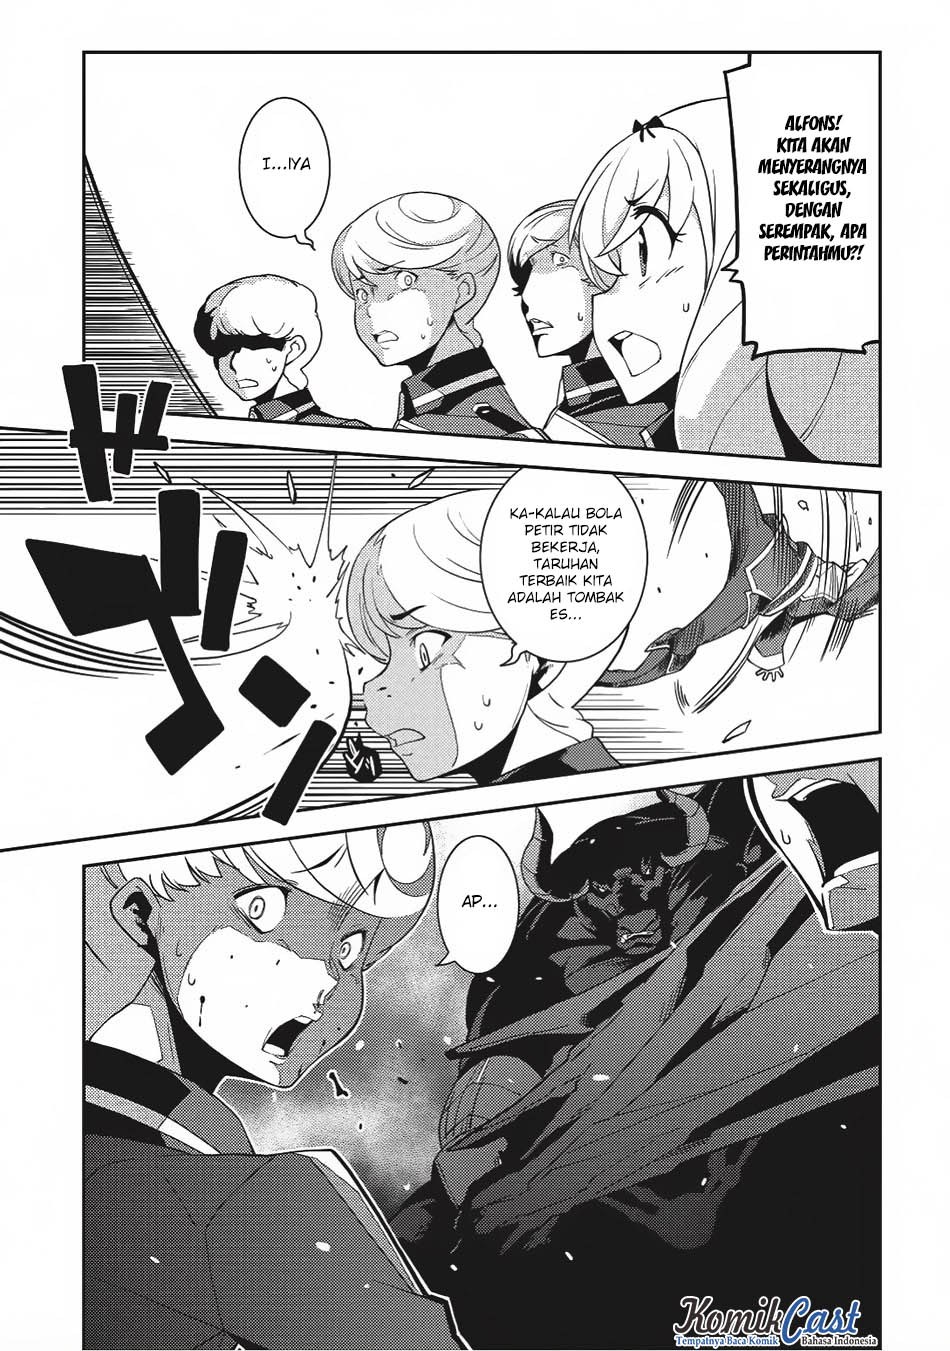 ALFONS!
KITA AKAN
MENYERANGNYA
SEKALIGUS,
DENGAN
SEREMPAK, APA
PERINTAHMU?!
I...IYA
KA-KALAU BOLA
PETIR TIDAK
BEKERJA,
TARUHAN
TERBAIK KITA
ADALAH TOMBAK
ES...
AP...
KomikCast
Tempatnya Baca Komik Bahasa Indonesia